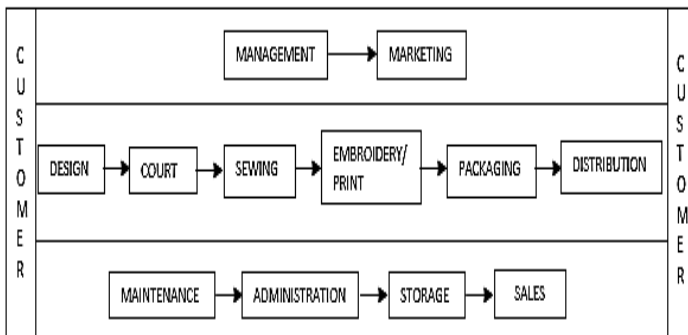 CUSTOMER
MANAGEMENT MARKETING
DESIGN COURT SEWING EMBROIDERY/
PRINT PACKAGING DISTRIBUTION
MAINTENANCE ADMINISTRATION STORAGE SALES
CUSTOMER